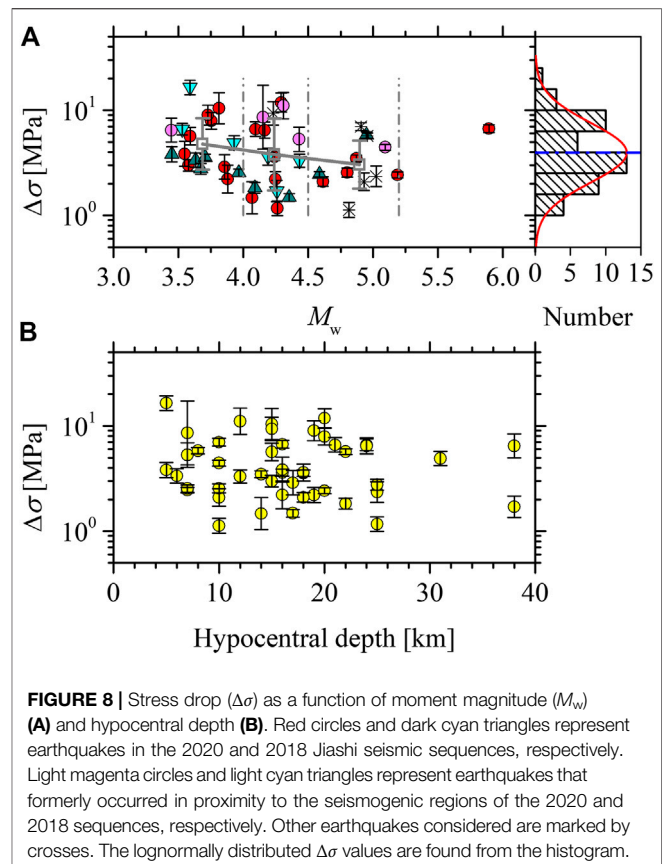 A
Δσ [MPa]
10¹
10⁰
3.0 3.5 4.0 4.5 5.0 5.5 6.0 0 5 10 15
Mw Number
B
Δσ [MPa]
10¹
10⁰
0 10 20 30 40
Hypocentral depth [km]
FIGURE 8 | Stress drop (Δσ) as a function of moment magnitude (Mw)
(A) and hypocentral depth (B). Red circles and dark cyan triangles represent
earthquakes in the 2020 and 2018 Jiashi seismic sequences, respectively.
Light magenta circles and light cyan triangles represent earthquakes that
formerly occurred in proximity to the seismogenic regions of the 2020 and
2018 sequences, respectively. Other earthquakes considered are marked by
crosses. The lognormally distributed Δσ values are found from the histogram.